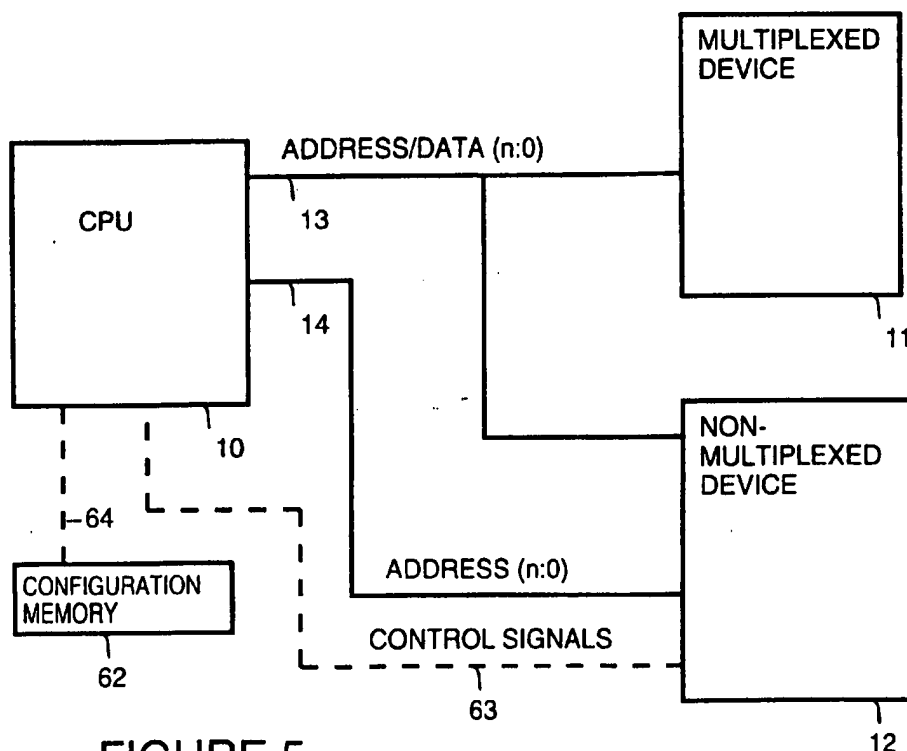 MULTIPLEXED
DEVICE
ADDRESS/DATA (n:0)
CPU
13
14
11
10
NON-
MULTIPLEXED
DEVICE
64
CONFIGURATION
MEMORY
ADDRESS (n:0)
CONTROL SIGNALS
62
63
12
FIGURE 5